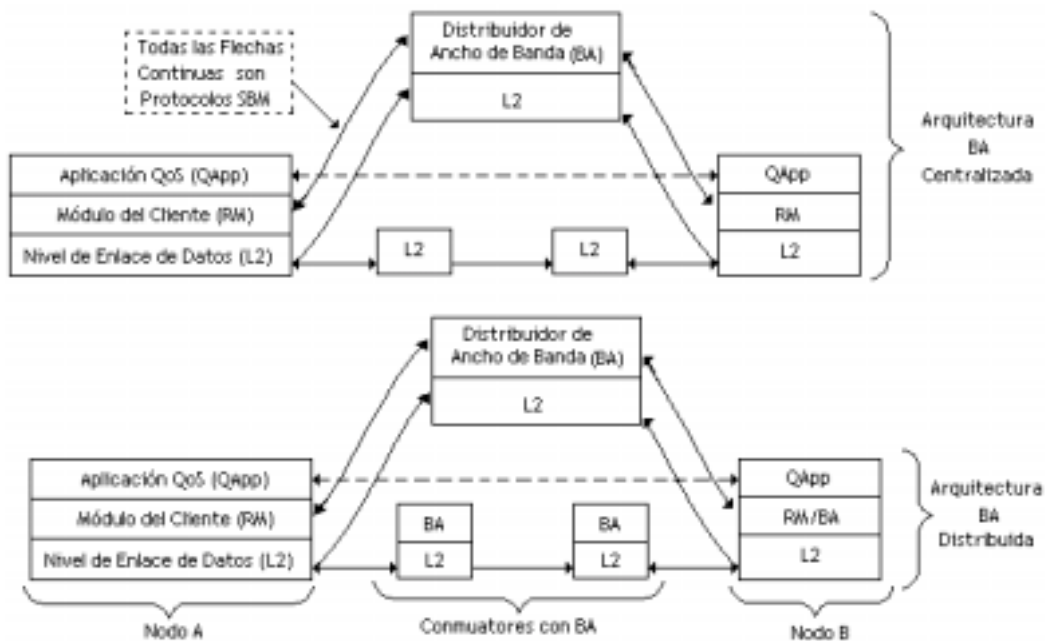 Todas las Flechas
Continuas son
Protocolos SBM
Distribuidor de
Ancho de Banda (BA)
L2
Aplicación QoS (QApp)
Módulo del Cliente (RM)
Nivel de Enlace de Datos (L2)
L2
L2
QApp
RM
L2
Arquitectura
BA
Centralizada
Distribuidor de
Ancho de Banda (BA)
L2
Aplicación QoS (QApp)
Módulo del Cliente (RM)
Nivel de Enlace de Datos (L2)
BA
L2
BA
L2
QApp
RM/BA
L2
Arquitectura
BA
Distribuida
Nodo A
Conmuatores con BA
Nodo B